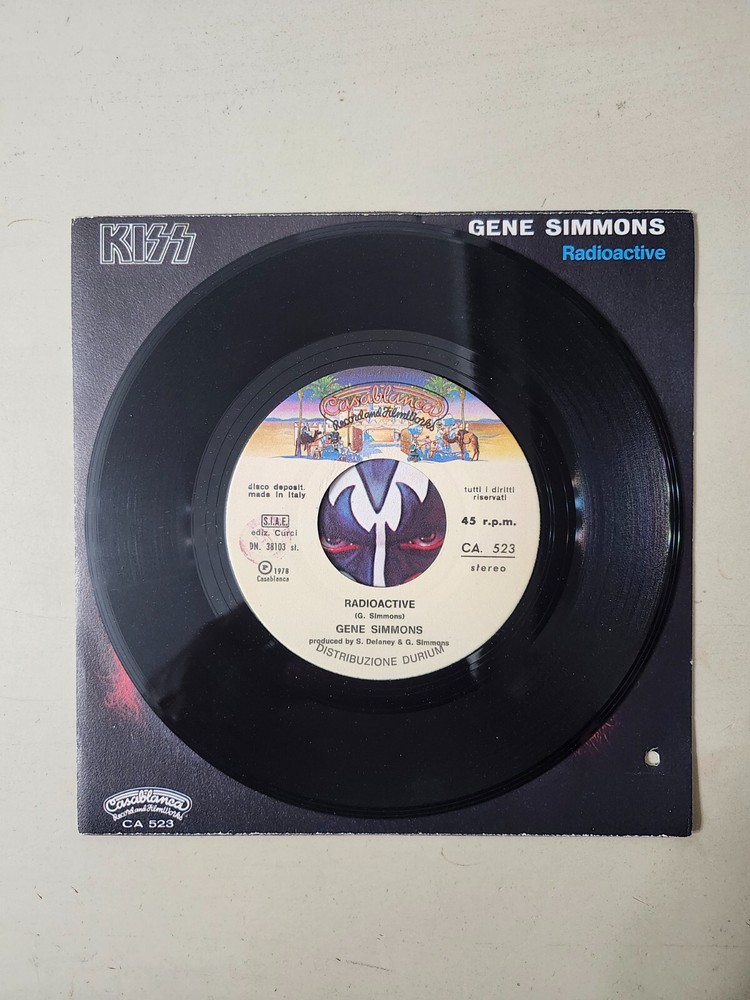 KISS
GENE SIMMONS
Radioactive
Casablanca
Record and FilmWorks
disco deposit.
made in Italy
tutti i diritti
riservati
S.I.A.E.
ediz. Curci
DN. 38103 st.
45 r.p.m.
CA. 523
stereo
P 1978
Casablanca
RADIOACTIVE
(G. Simmons)
GENE SIMMONS
produced by S. Delaney & G. Simmons
DISTRIBUZIONE DURIUM
Casablanca
Record and FilmWorks
CA 523